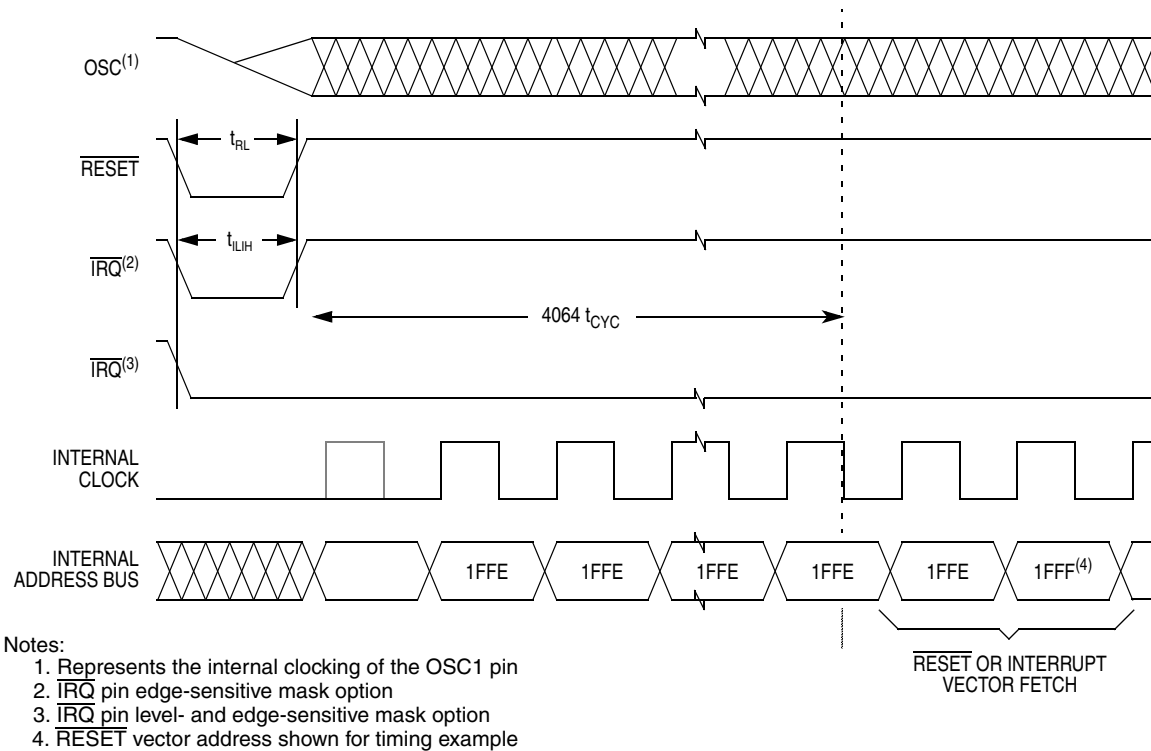 OSC(1)
tRL
RESET
tILIH
IRQ(2)
4064 tCYC
IRQ(3)
INTERNAL
CLOCK
INTERNAL
ADDRESS BUS
1FFE 1FFE 1FFE 1FFE 1FFE 1FFF(4)
RESET OR INTERRUPT
VECTOR FETCH
Notes:
1. Represents the internal clocking of the OSC1 pin
2. IRQ pin edge-sensitive mask option
3. IRQ pin level- and edge-sensitive mask option
4. RESET vector address shown for timing example